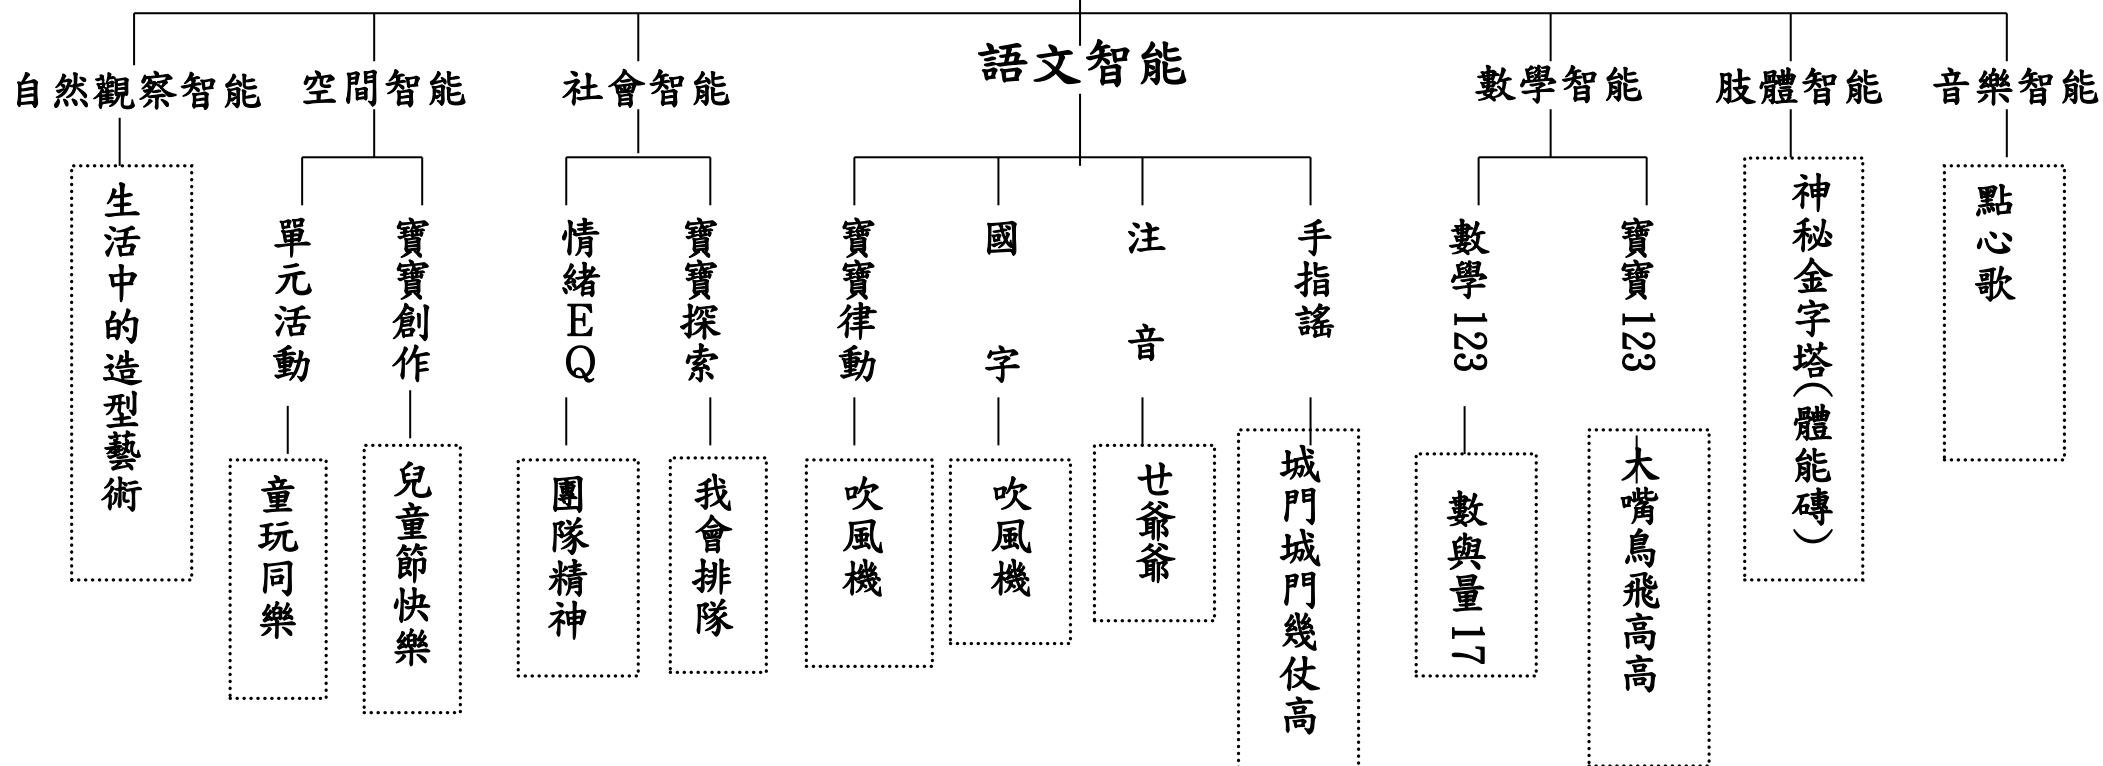 自然觀察智能
空間智能
社會智能
語文智能
數學智能
肢體智能
音樂智能
生活中的造型藝術
單元活動
寶寶創作
情緒EQ
寶寶探索
寶寶律動
國字
注音
手指謠
數學123
寶寶123
神秘金字塔(體能磚)
點心歌
童玩同樂
兒童節快樂
團隊精神
我會排隊
吹風機
吹風機
ㄝ爺爺
城門城門幾仗高
數與量17
大嘴鳥飛高高